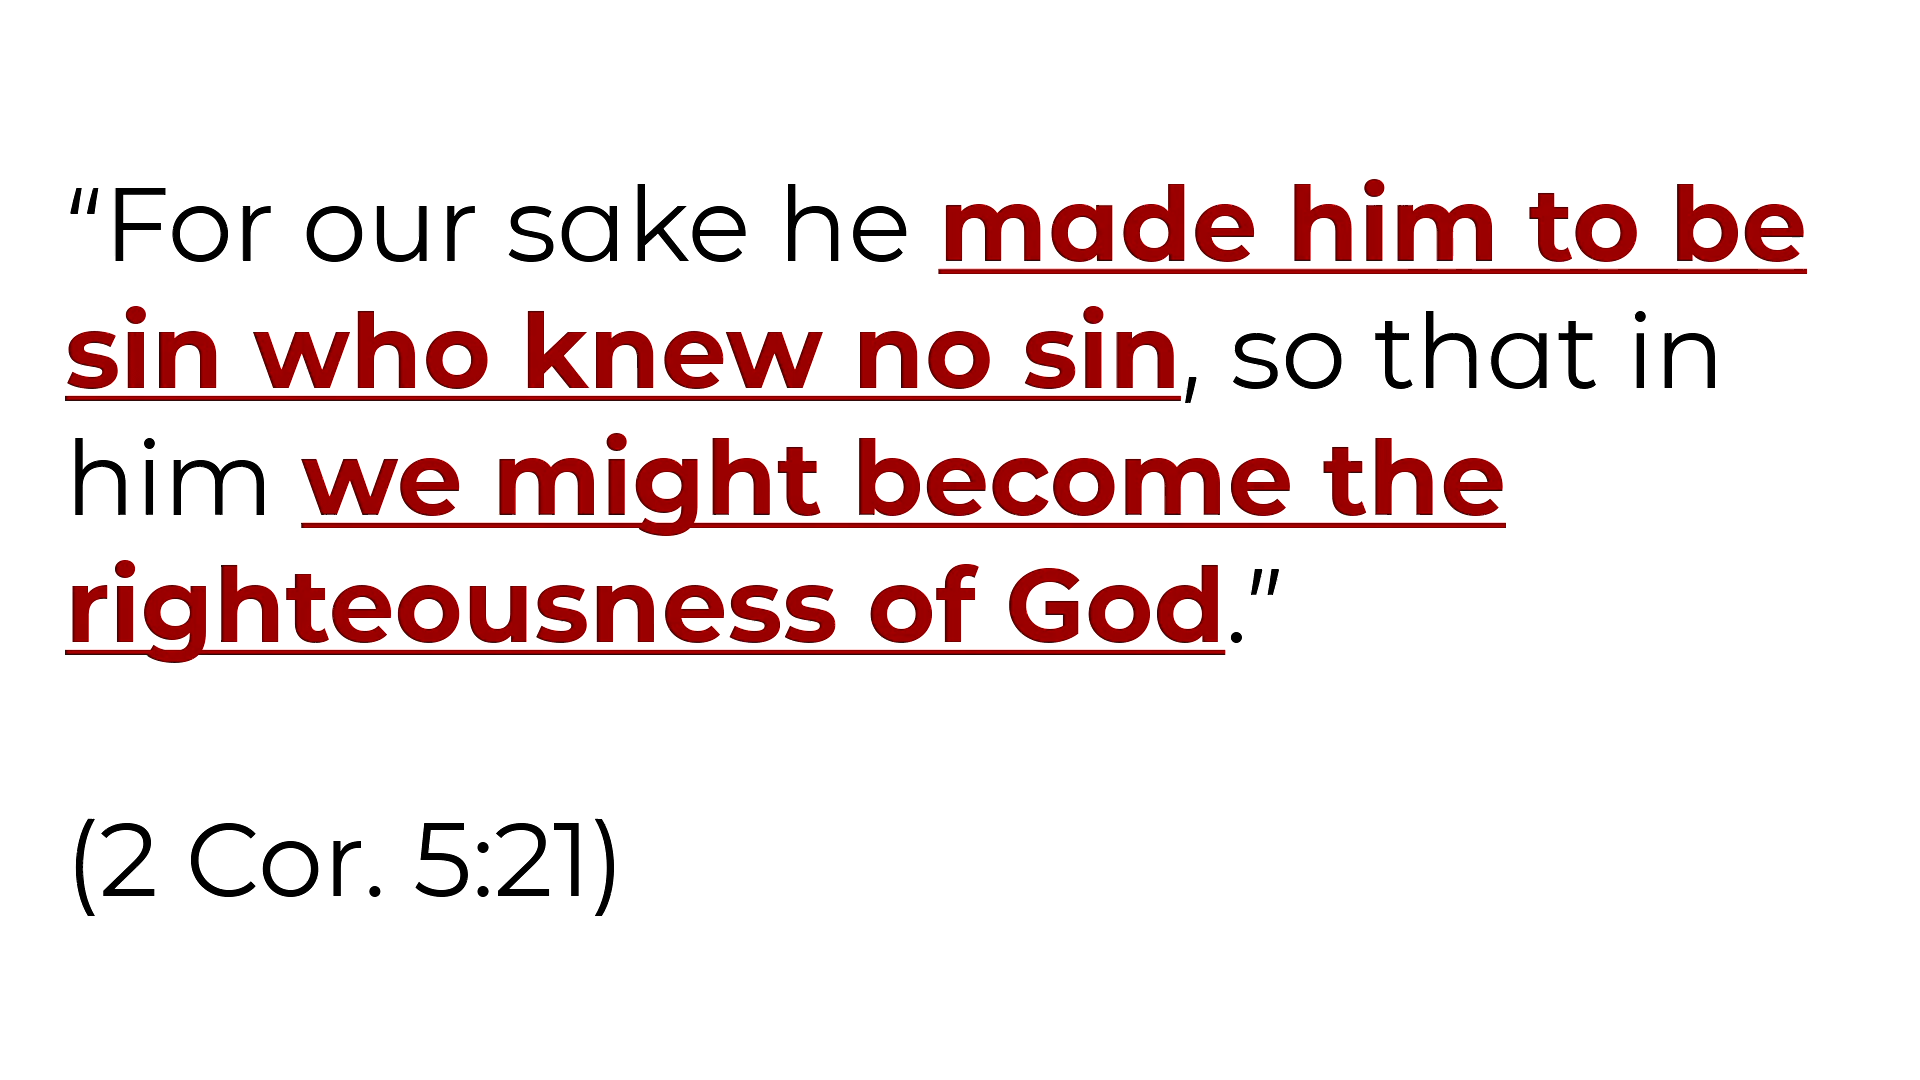 “For our sake he made him to be
sin who knew no sin, so that in
him we might become the
righteousness of God.”
(2 Cor. 5:21)